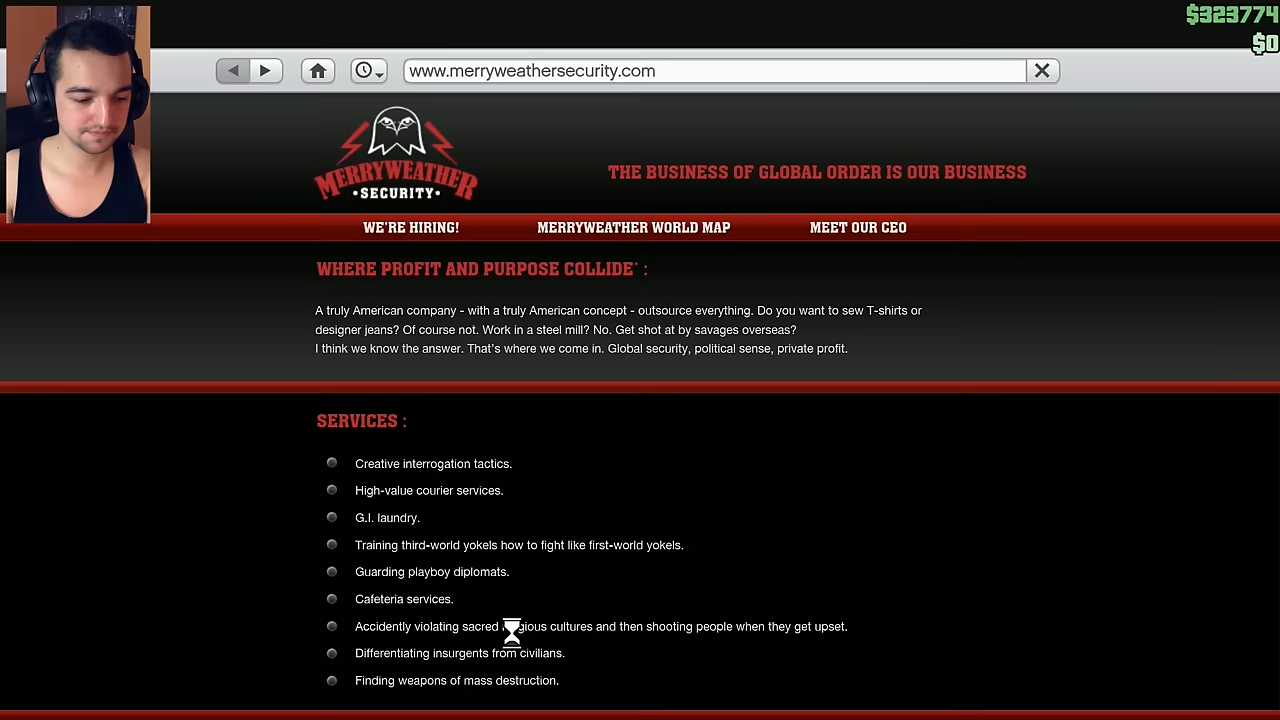 $323774
$0
www.merryweathersecurity.com
MERRYWEATHER
SECURITY
THE BUSINESS OF GLOBAL ORDER IS OUR BUSINESS
WE'RE HIRING! MERRYWEATHER WORLD MAP MEET OUR CEO
WHERE PROFIT AND PURPOSE COLLIDE* :
A truly American company - with a truly American concept - outsource everything. Do you want to sew T-shirts or
designer jeans? Of course not. Work in a steel mill? No. Get shot at by savages overseas?
I think we know the answer. That's where we come in. Global security, political sense, private profit.
SERVICES :
Creative interrogation tactics.
High-value courier services.
G.I. laundry.
Training third-world yokels how to fight like first-world yokels.
Guarding playboy diplomats.
Cafeteria services.
Accidently violating sacred religious cultures and then shooting people when they get upset.
Differentiating insurgents from civilians.
Finding weapons of mass destruction.